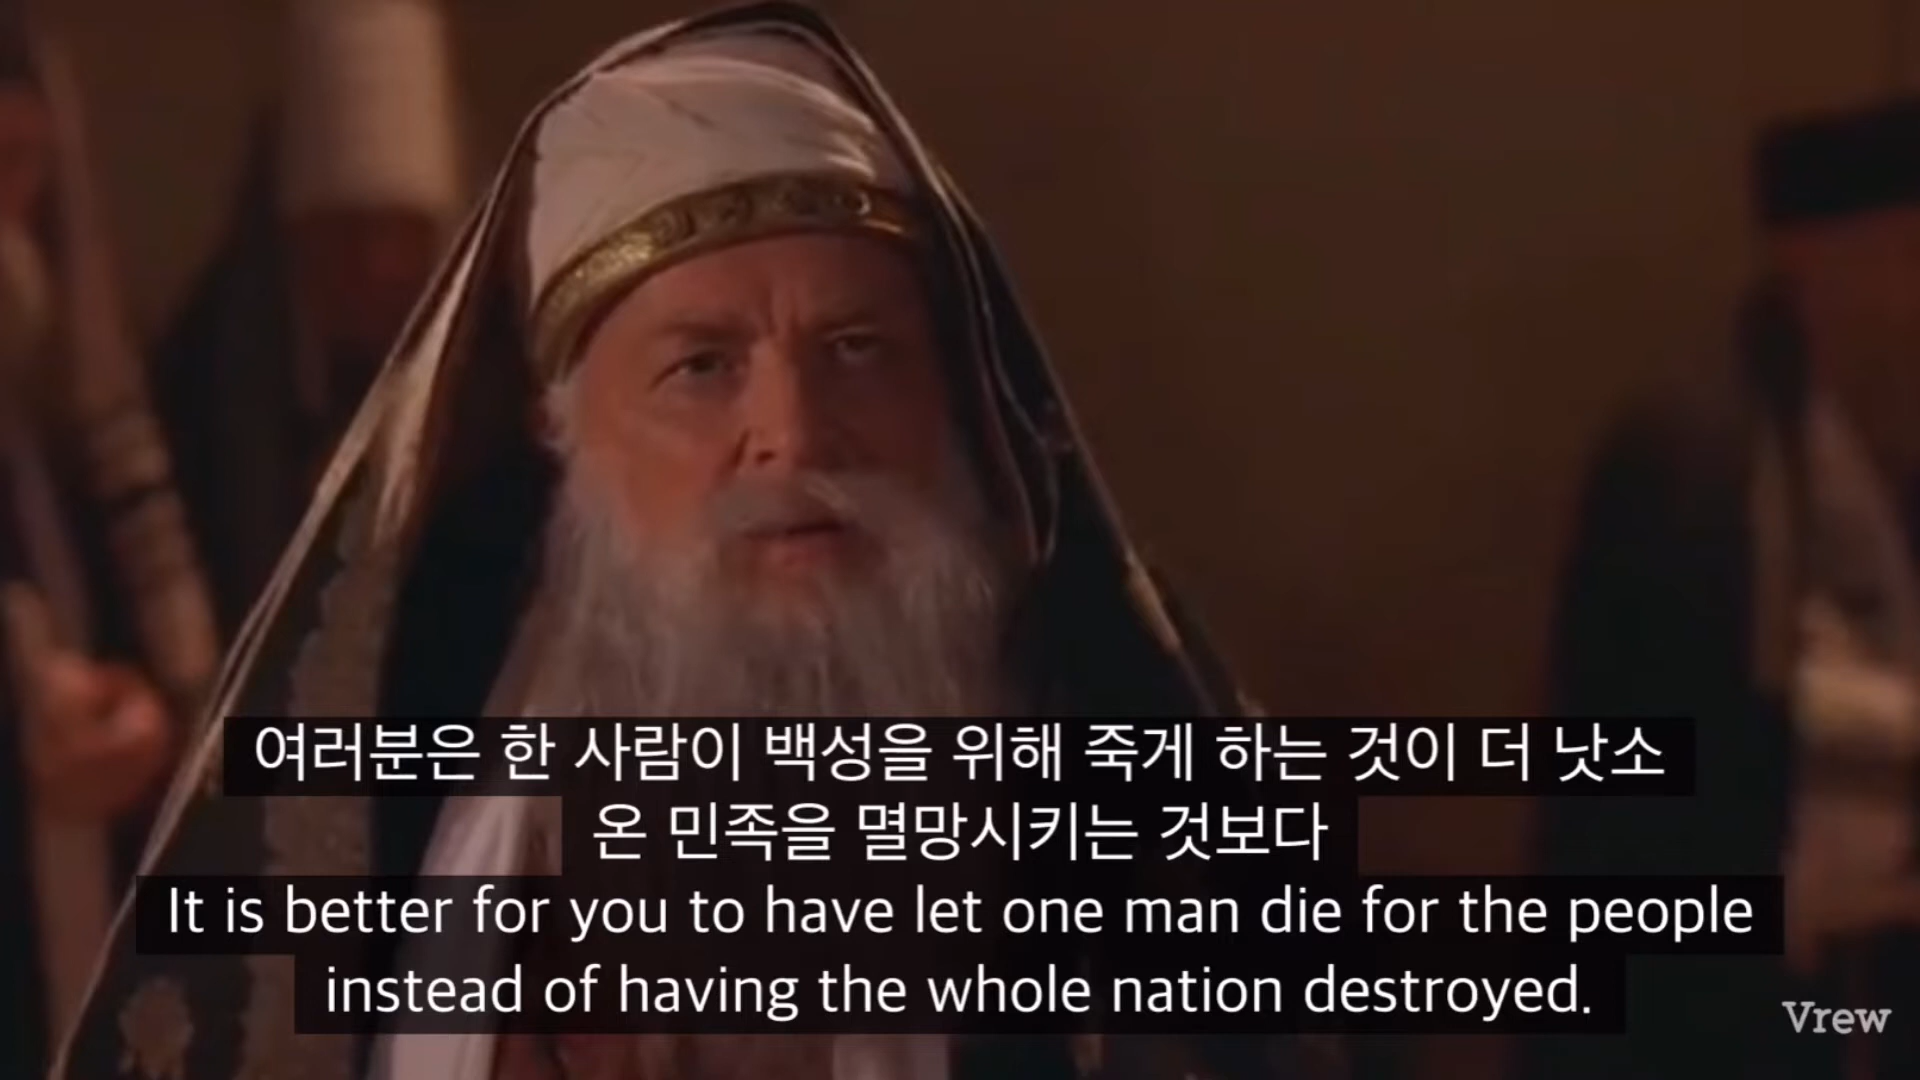 여러분은 한 사람이 백성을 위해 죽게 하는 것이 더 낫소
온 민족을 멸망시키는 것보다
It is better for you to have let one man die for the people
instead of having the whole nation destroyed.
Vrew